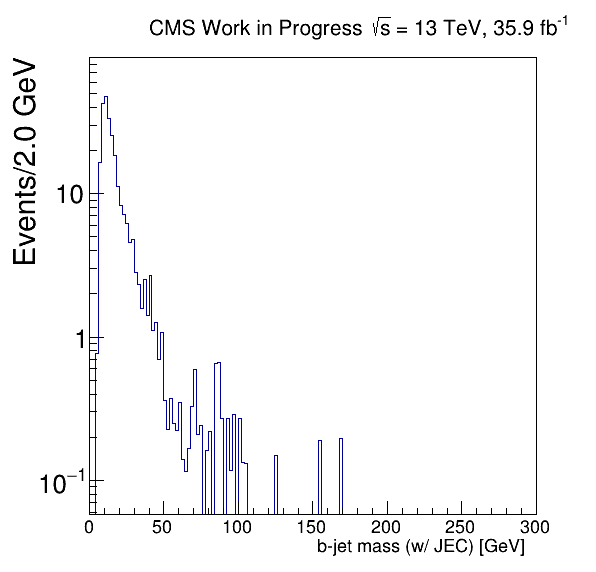 CMS Work in Progress √s = 13 TeV, 35.9 fb⁻¹
Events/2.0 GeV
10
1
10⁻¹
0 50 100 150 200 250 300
b-jet mass (w/ JEC) [GeV]